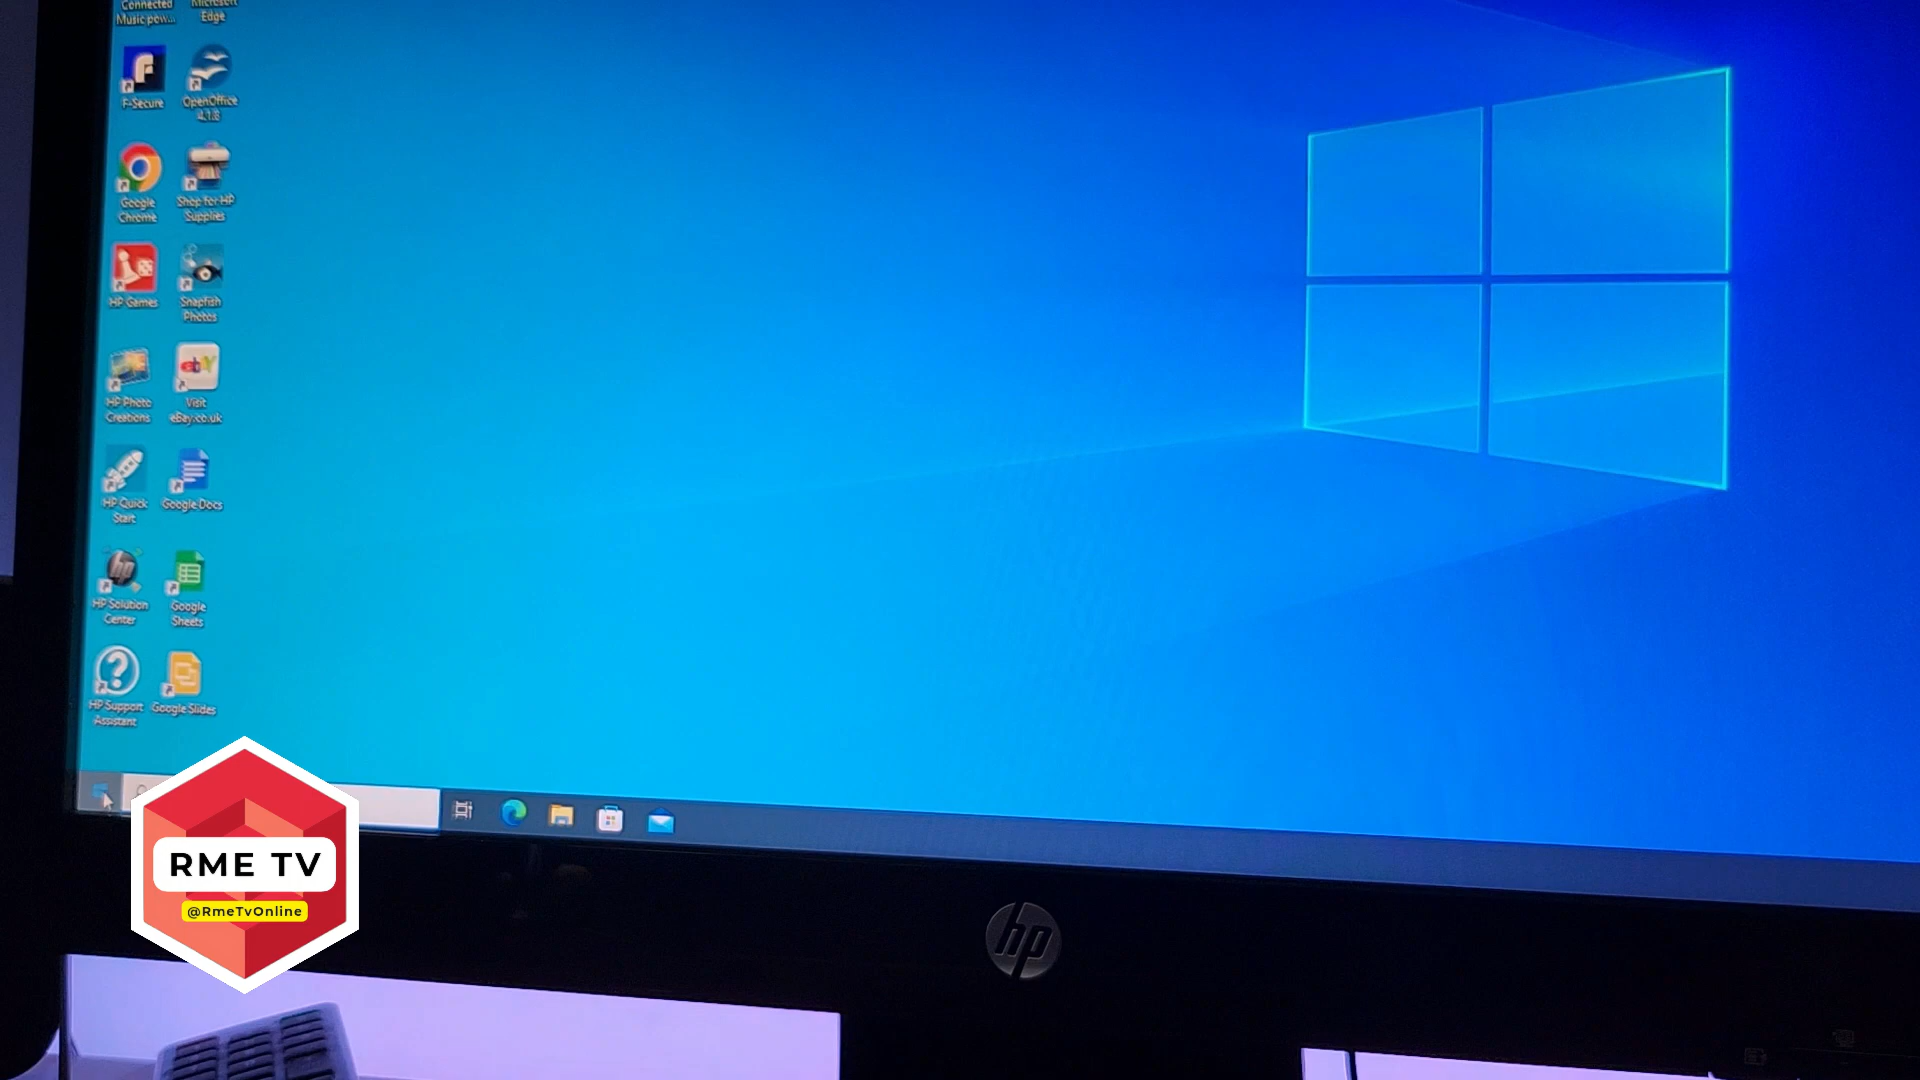 Connected
Music pow...
Microsoft
Edge
F-Secure
OpenOffice
4.1.8
Google
Chrome
Shop for HP
Supplies
HP Games
Snapfish
Photos
HP Photo
Creations
ebY
Visit
eBay.co.uk
HP Quick
Start
Google Docs
HP Solution
Center
Google
Sheets
HP Support
Assistant
Google Slides
RME TV
@RmeTvOnline
hp